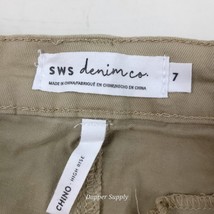 sws denim co.
7
MADE IN CHINA/FABRIQUÉ EN CHINE/HECHO EN CHINA
CHINO - HIGH RISE
Dapper Supply